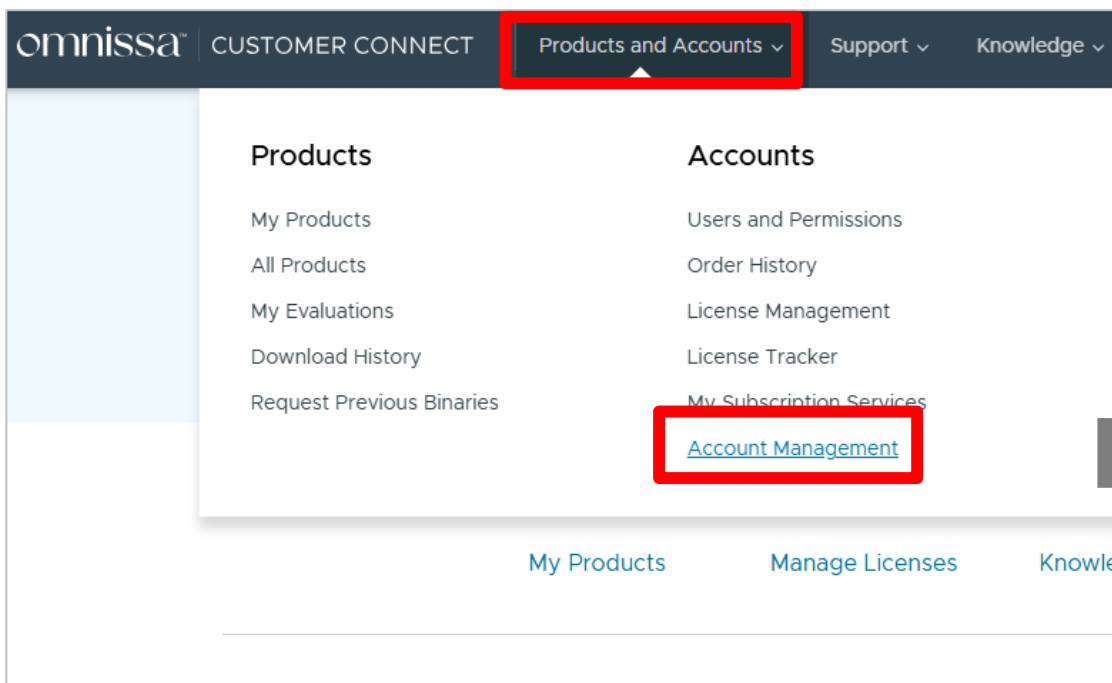 omnissa™ CUSTOMER CONNECT Products and Accounts Support Knowledge
Products
My Products
All Products
My Evaluations
Download History
Request Previous Binaries
Accounts
Users and Permissions
Order History
License Management
License Tracker
My Subscription Services
Account Management
My Products Manage Licenses Knowle